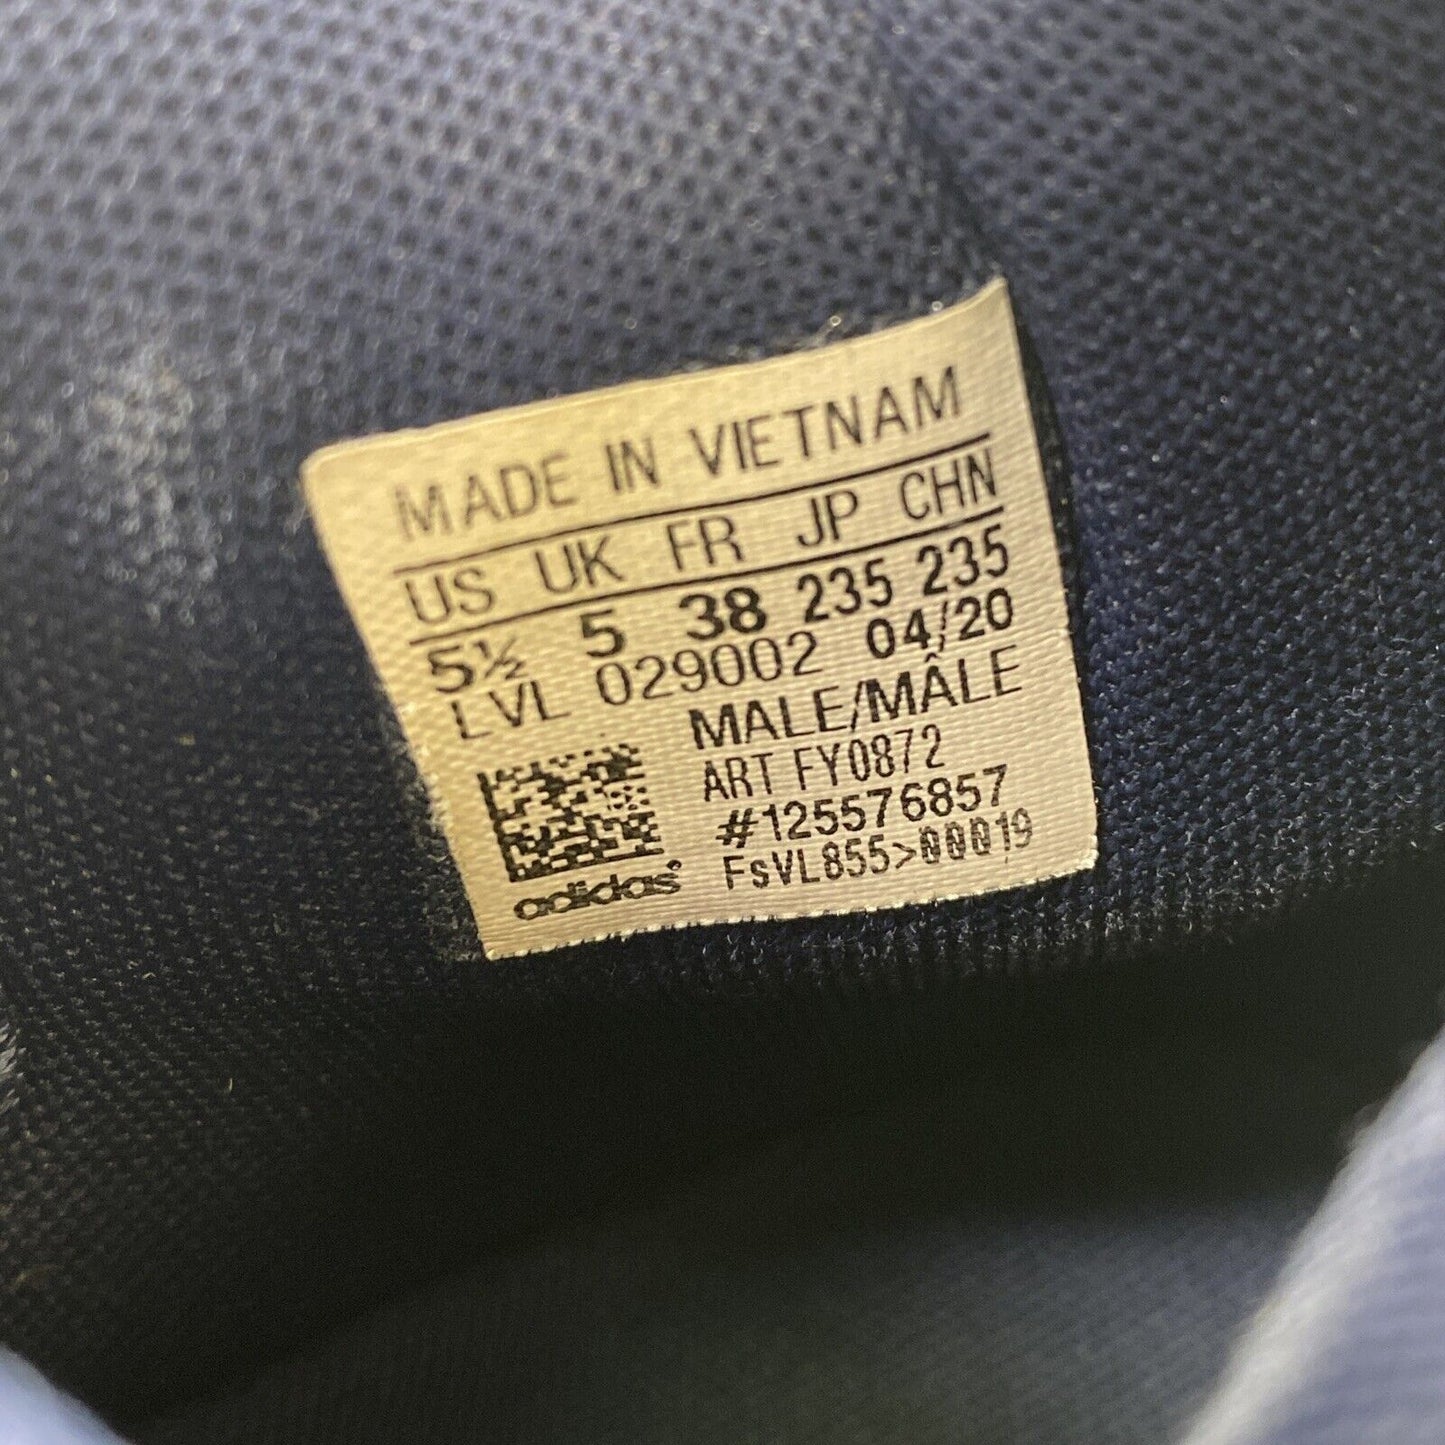 MADE IN VIETNAM
US UK FR JP CHN
5½ 5 38 235 235
LVL 029002 04/20
MALE/MÂLE
ART FY0872
#125576857
FsVL855>00019
adidas